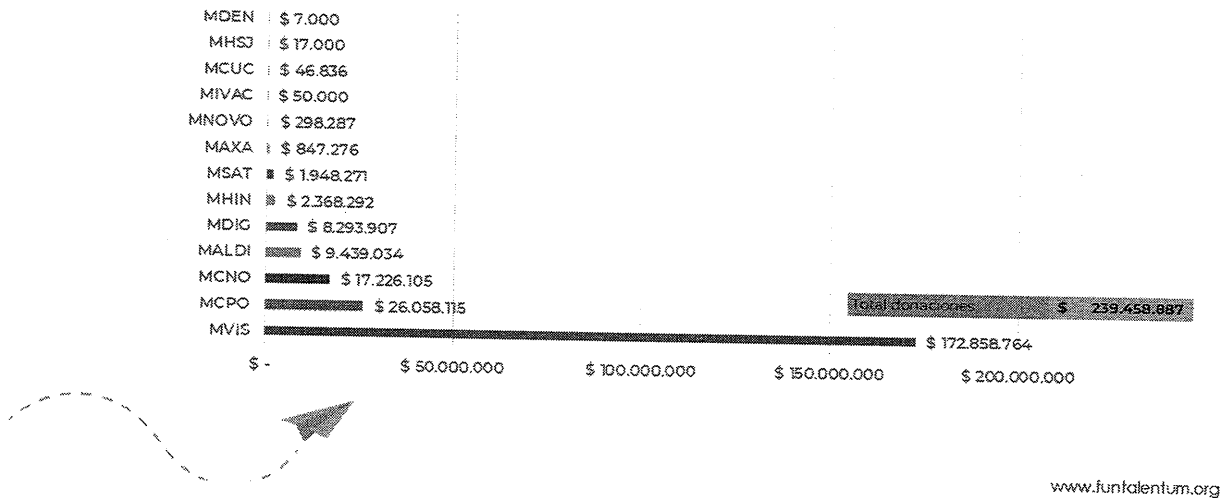 MDEN $ 7.000
MHSJ $ 17.000
MCUC $ 46.836
MIVAC $ 50.000
MNOVO $ 298.287
MAXA $ 847.276
MSAT $ 1.948.271
MHIN $ 2.368.292
MDIG $ 8.293.907
MALDI $ 9.439.034
MCNO $ 17.226.105
MCPO $ 26.058.115
Total donaciones $ 239.458.887
MVIS $ 172.858.764
$ - $ 50.000.000 $ 100.000.000 $ 150.000.000 $ 200.000.000
www.funtalentum.org